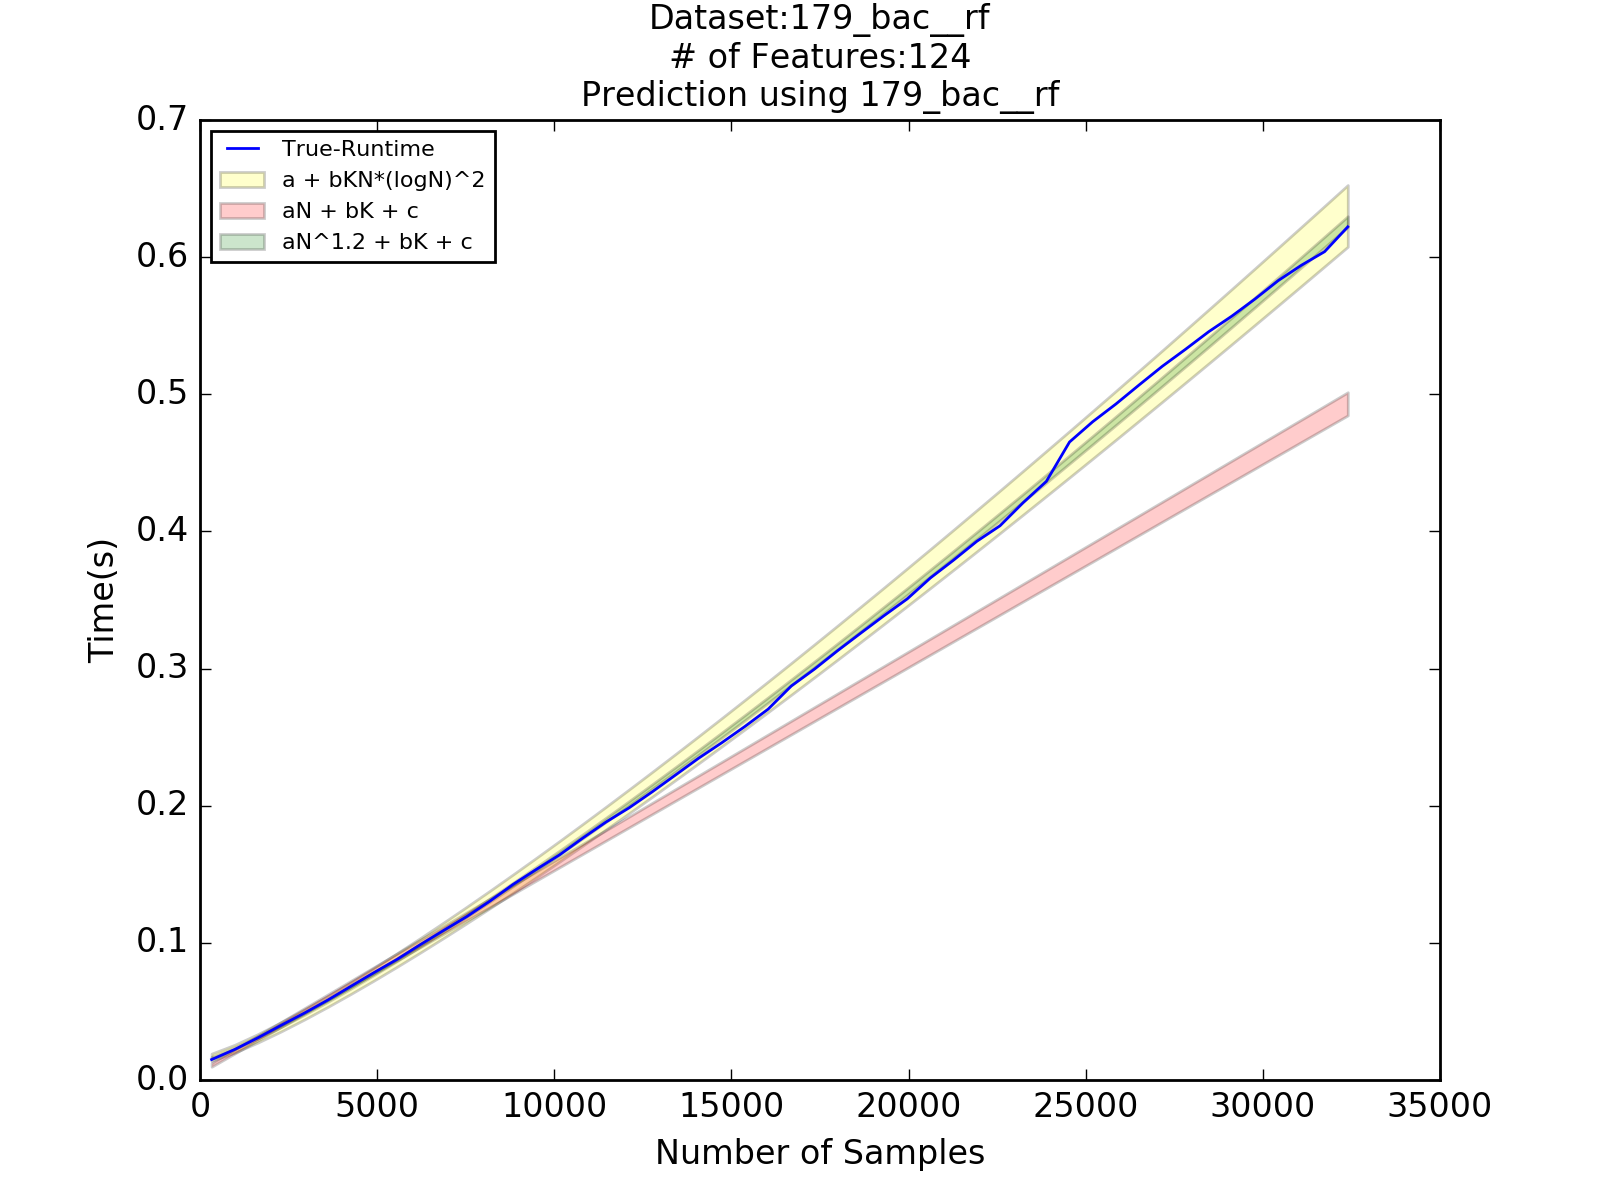 Dataset:179_bac__rf
# of Features:124
Prediction using 179_bac__rf
True-Runtime
a + bKN*(logN)^2
aN + bK + c
aN^1.2 + bK + c
0.7
0.6
0.5
0.4
0.3
0.2
0.1
0.0
Time(s)
0 5000 10000 15000 20000 25000 30000 35000
Number of Samples